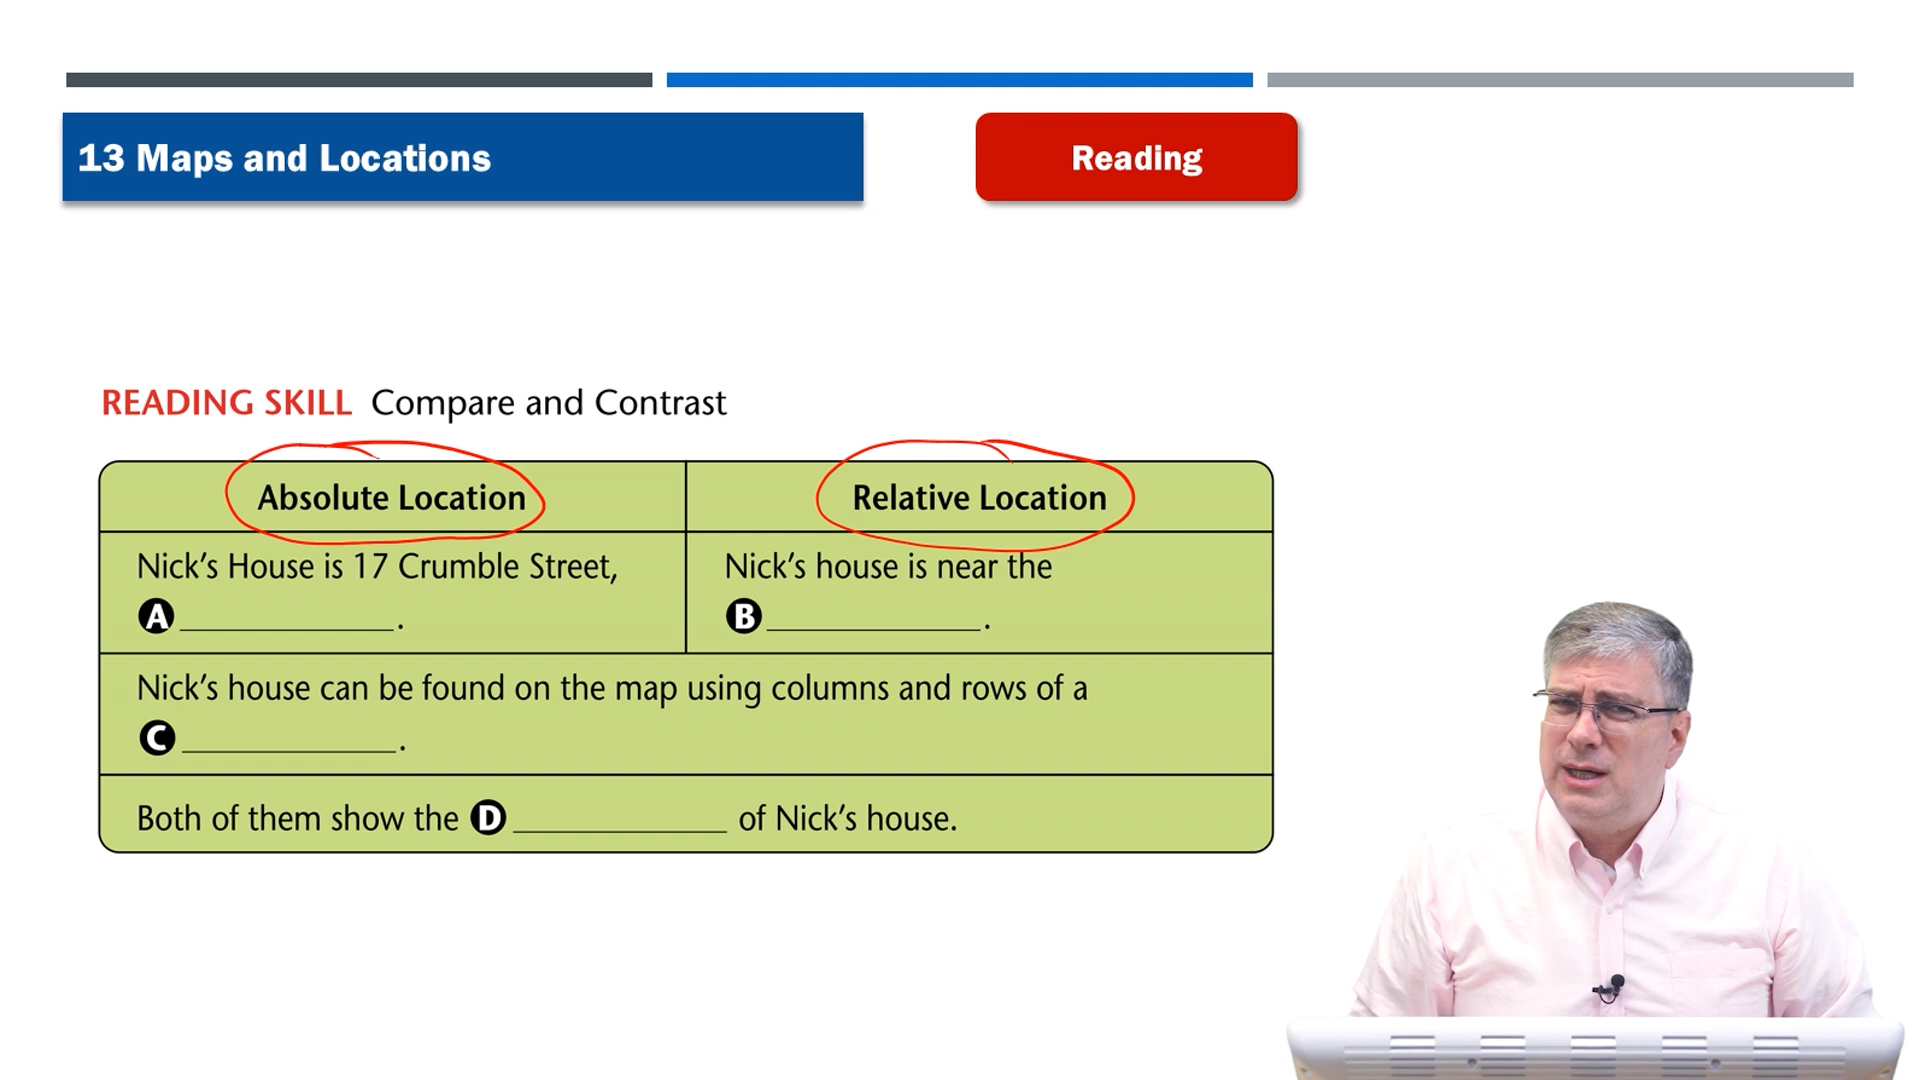 13 Maps and Locations
Reading
READING SKILL Compare and Contrast
Absolute Location
Relative Location
Nick's House is 17 Crumble Street,
A ____________.
Nick's house is near the
B ____________.
Nick's house can be found on the map using columns and rows of a
C ____________.
Both of them show the D ____________ of Nick's house.